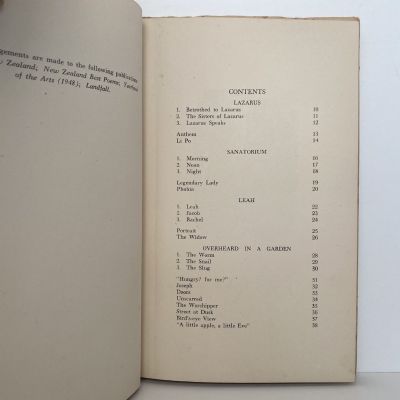 gements are made to the following publications
Zealand; New Zealand Best Poems; Yearbook
of the Arts (1948); Landfall.
CONTENTS
LAZARUS
1. Betrothed to Lazarus 10
2. The Sisters of Lazarus 11
3. Lazarus Speaks 12
Anthem 13
Li Po 14
SANATORIUM
1. Morning 16
2. Noon 17
3. Night 18
Legendary Lady 19
Phobia 20
LEAH
1. Leah 22
2. Jacob 23
3. Rachel 24
Portrait 25
The Widow 26
OVERHEARD IN A GARDEN
1. The Worm 28
2. The Snail 29
3. The Slug 30
"Hungry? for me?" 31
Joseph 32
Doors 33
Unscarred 34
The Worshipper 35
Street at Dusk 36
Bird's-eye View 37
"A little apple, a little Eve" 38